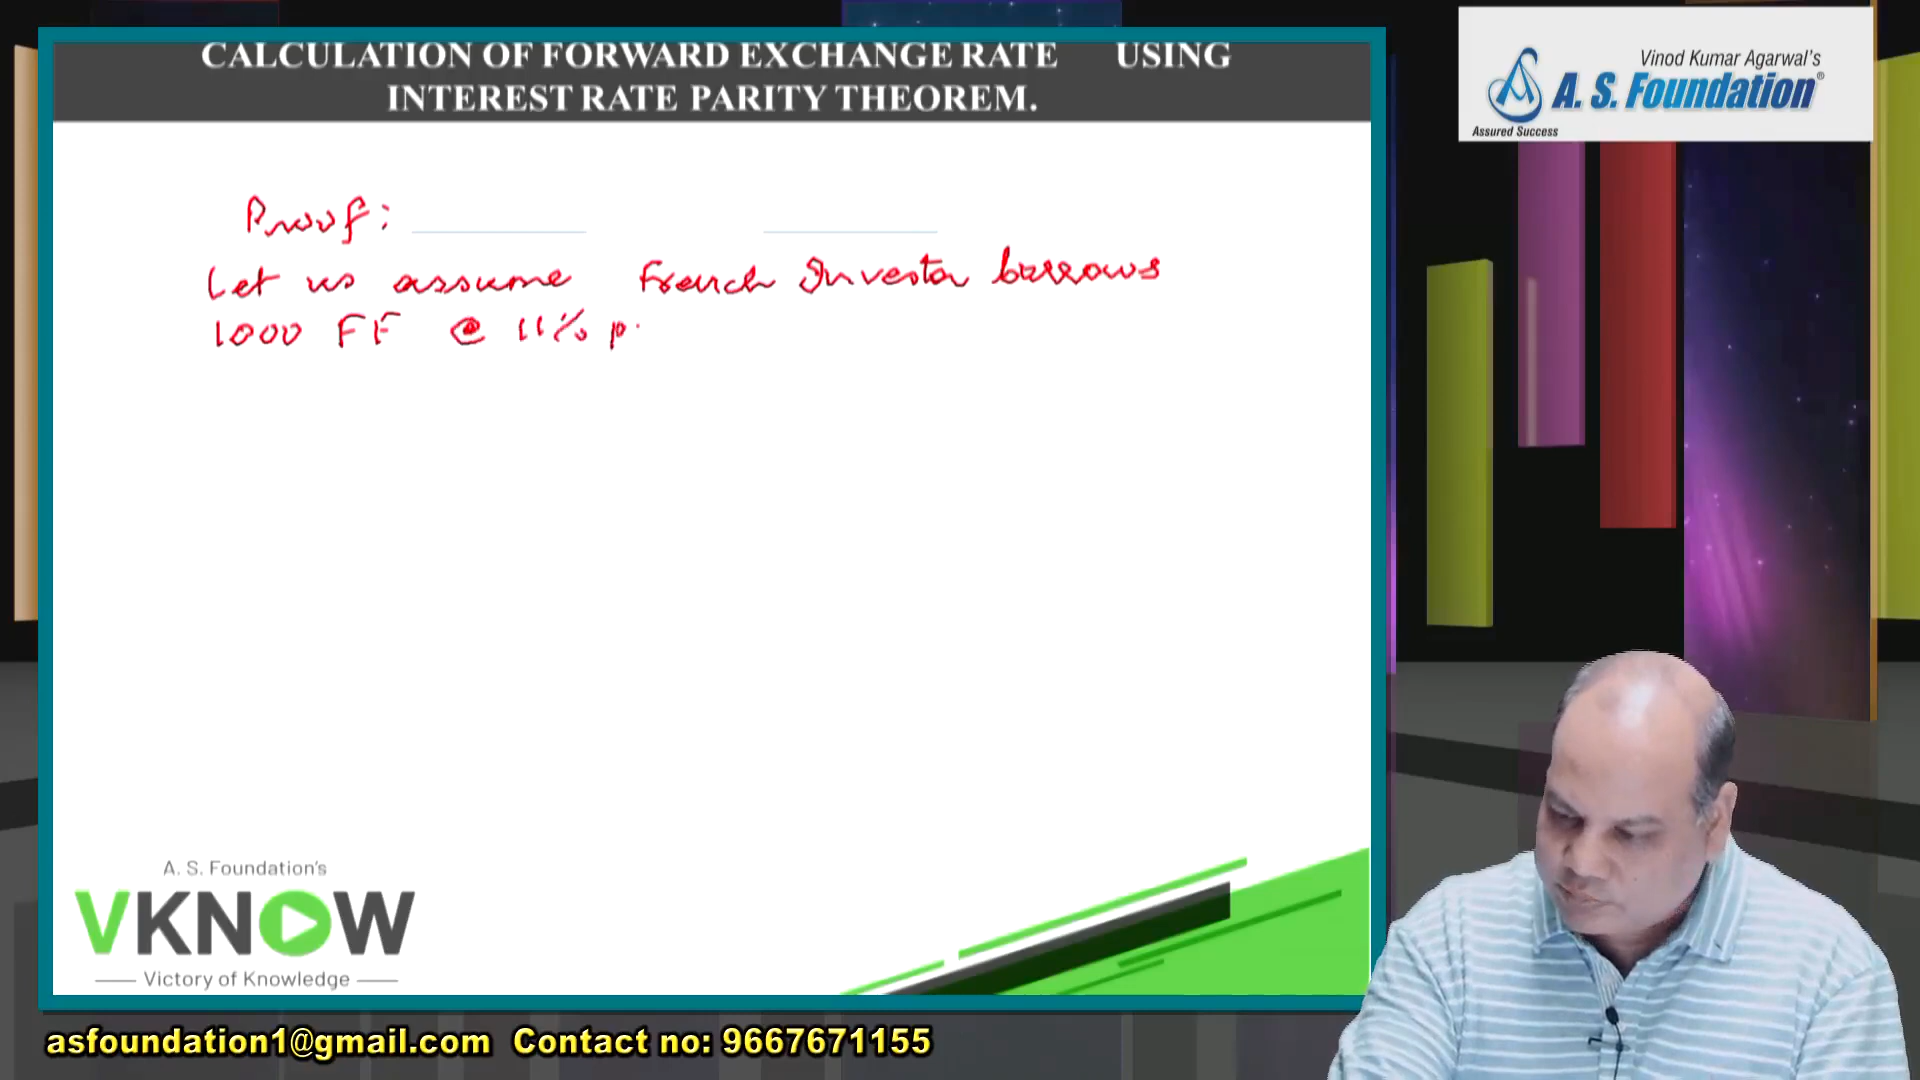 CALCULATION OF FORWARD EXCHANGE RATE USING
INTEREST RATE PARITY THEOREM.
Vinod Kumar Agarwal's
A. S. Foundation®
Assured Success
Proof:
Let us assume French Investor borrows
1000 FF @ 11% p.
A. S. Foundation's
VKNOW
Victory of Knowledge
asfoundation1@gmail.com Contact no: 9667671155